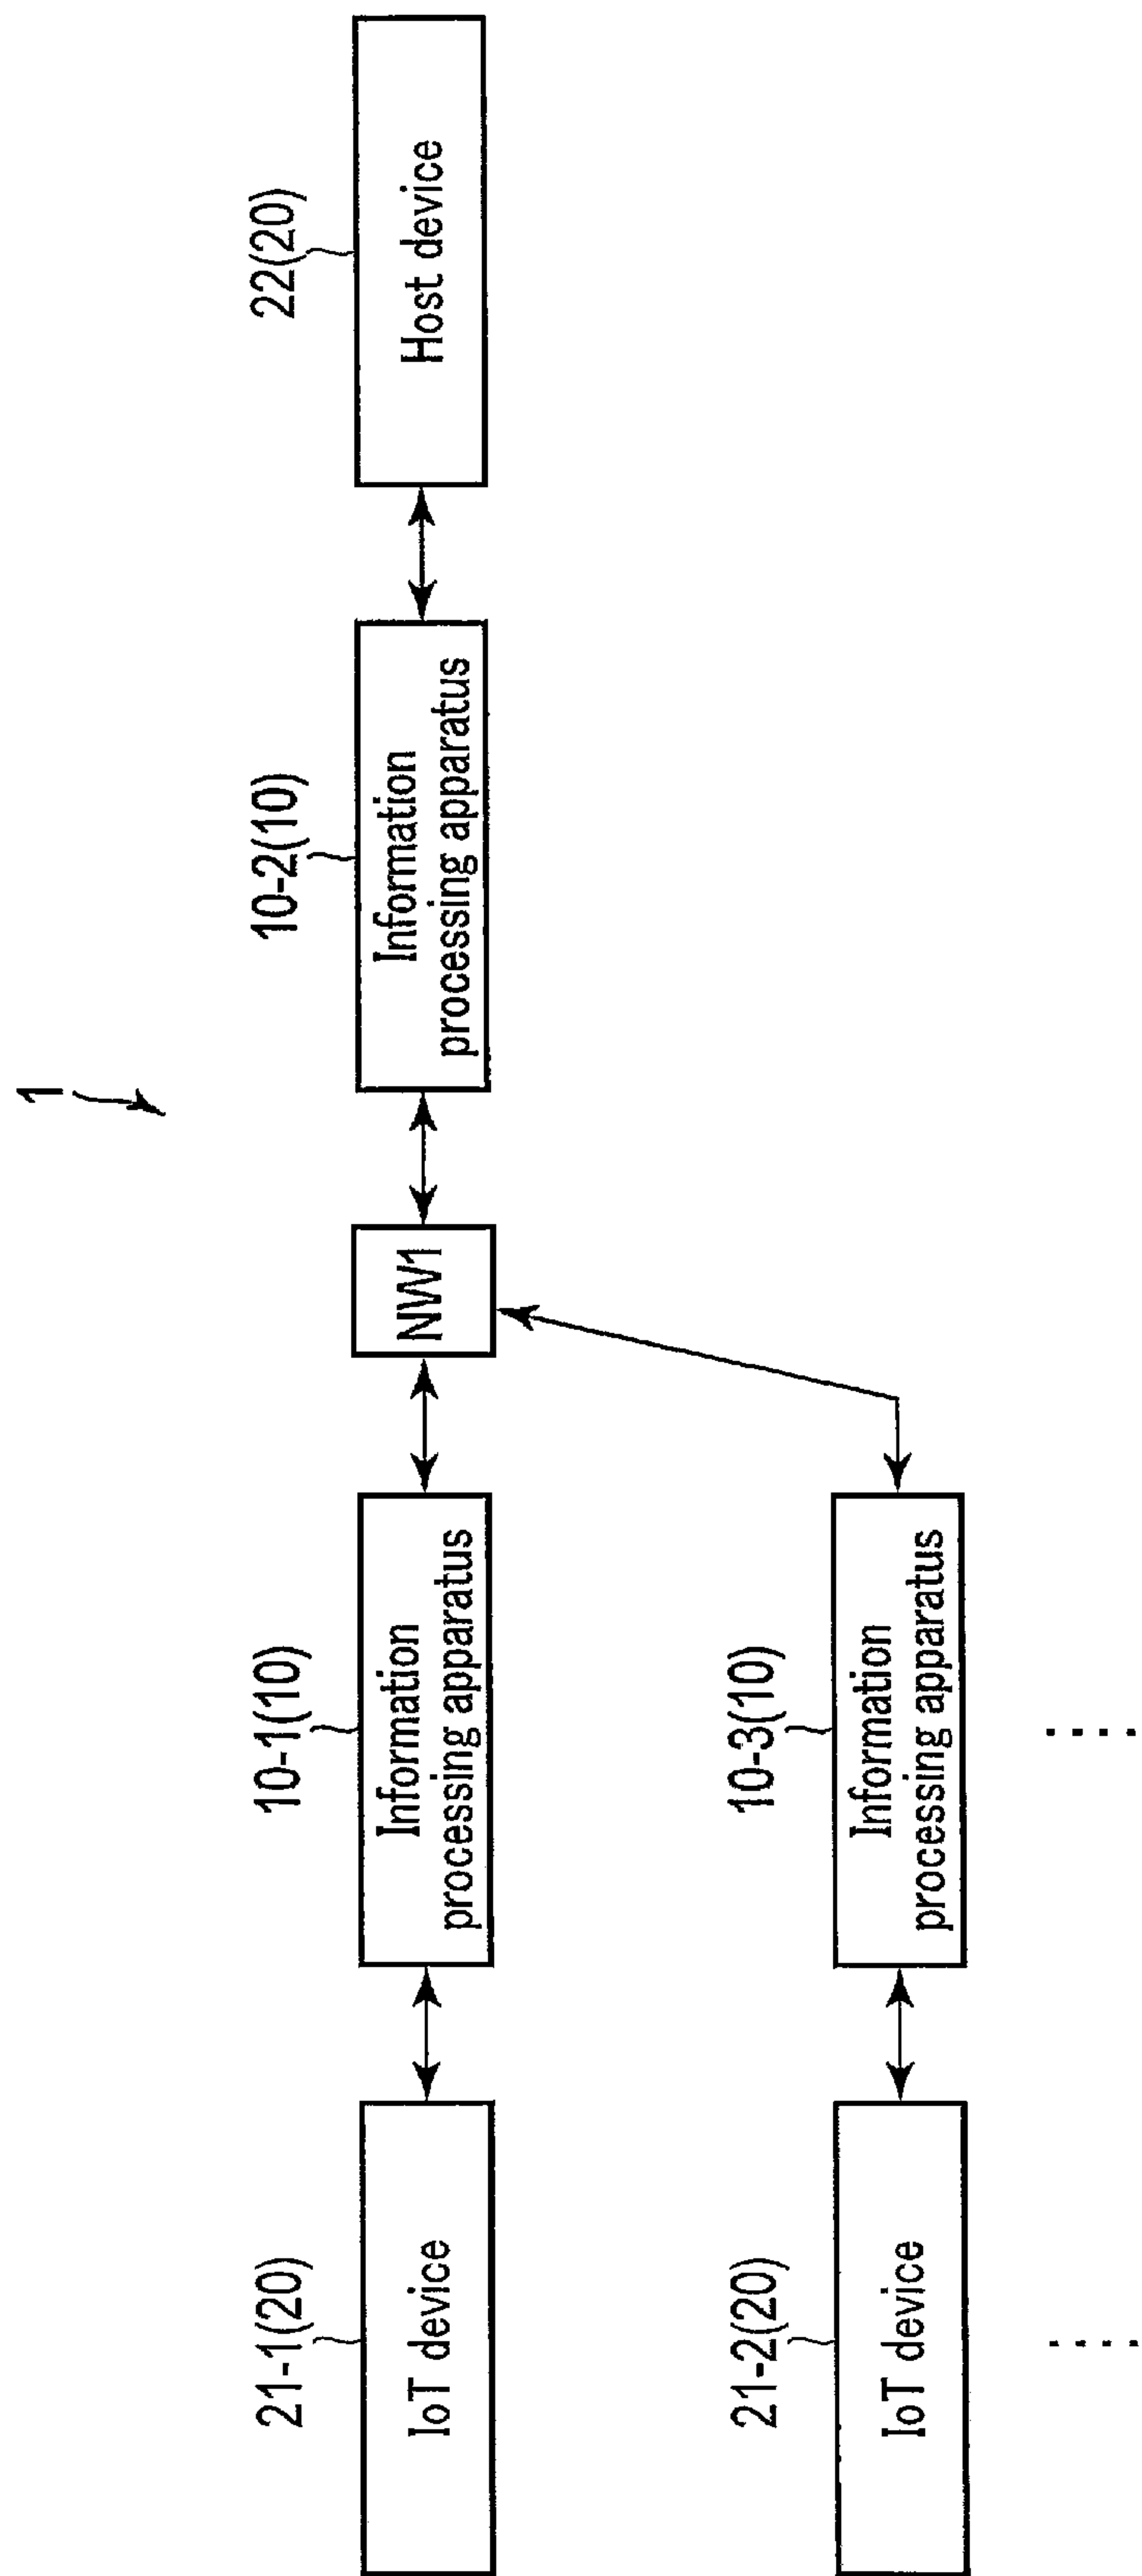 1
21-1(20)
IoT device
10-1(10)
Information
processing apparatus
NW1
10-2(10)
Information
processing apparatus
22(20)
Host device
21-2(20)
IoT device
10-3(10)
Information
processing apparatus